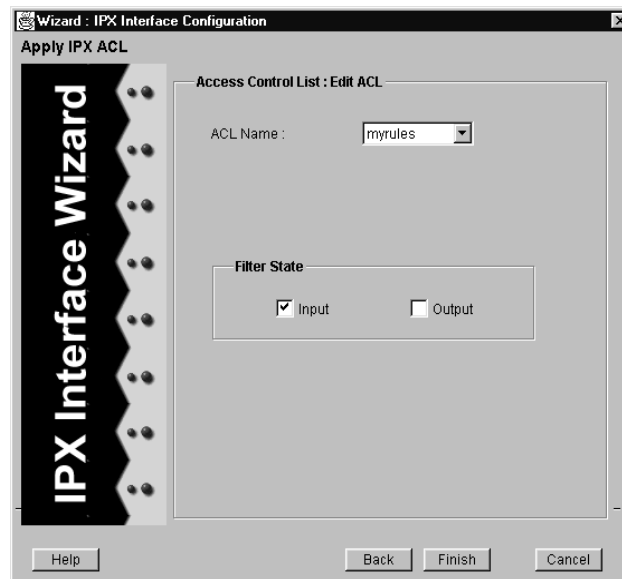 Wizard : IPX Interface Configuration
Apply IPX ACL
IPX Interface Wizard
Access Control List : Edit ACL
ACL Name :
myrules
Filter State
Input
Output
Help
Back
Finish
Cancel